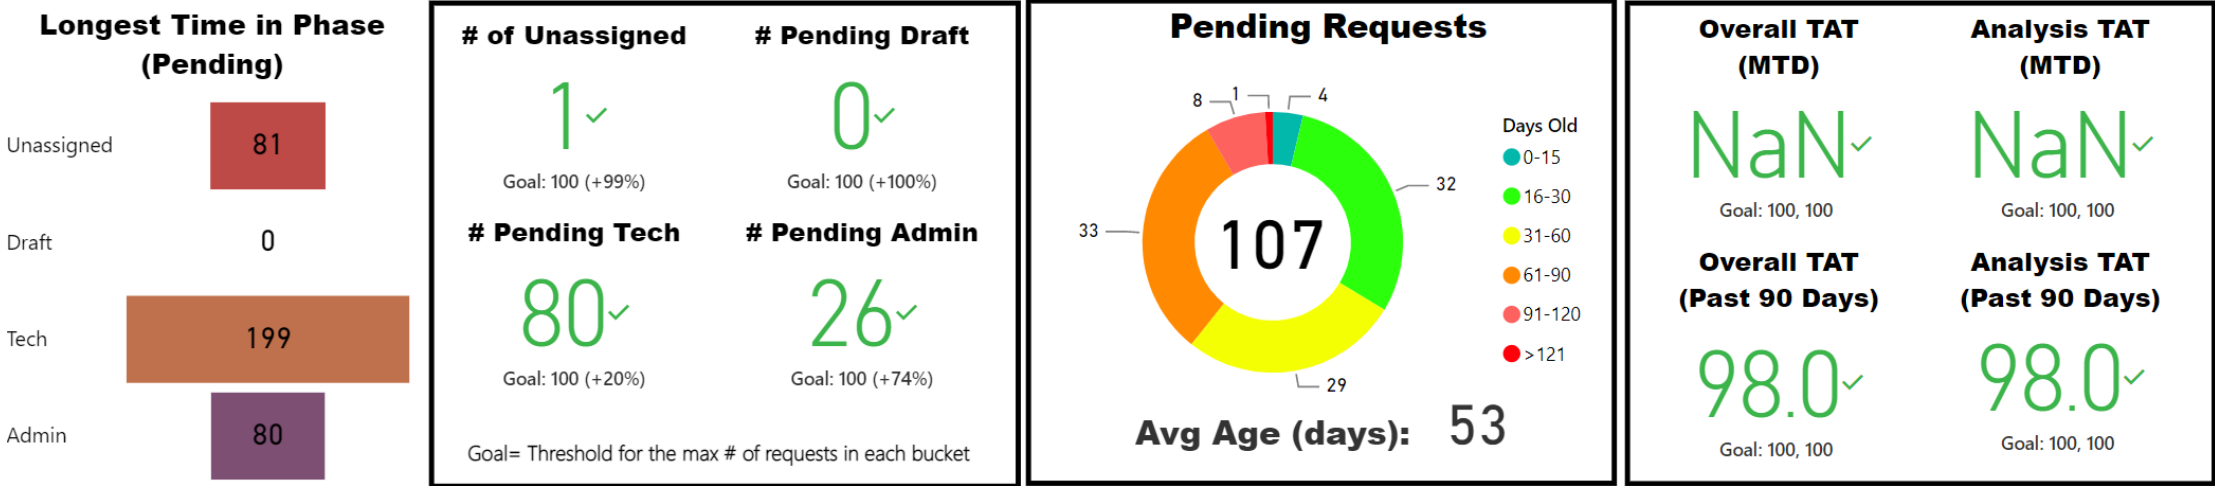 Longest Time in Phase
(Pending)
Unassigned
81
Draft
0
Tech
199
Admin
80
# of Unassigned
1
Goal: 100 (+99%)
# Pending Draft
0
Goal: 100 (+100%)
# Pending Tech
80
Goal: 100 (+20%)
# Pending Admin
26
Goal: 100 (+74%)
Goal= Threshold for the max # of requests in each bucket
Pending Requests
8
1
4
32
33
29
107
Days Old
0-15
16-30
31-60
61-90
91-120
>121
Avg Age (days):
53
Overall TAT
(MTD)
NaN
Goal: 100, 100
Analysis TAT
(MTD)
NaN
Goal: 100, 100
Overall TAT
(Past 90 Days)
98.0
Goal: 100, 100
Analysis TAT
(Past 90 Days)
98.0
Goal: 100, 100